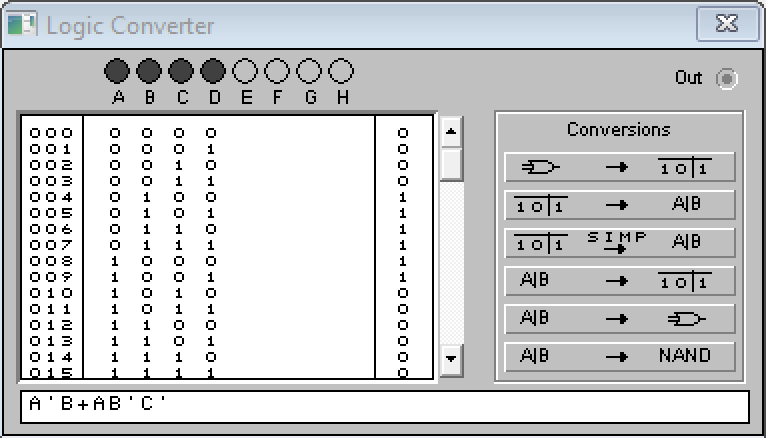 Logic Converter
A B C D E F G H
Out
000 0 0 0 0 0
001 0 0 0 1 0
002 0 0 1 0 0
003 0 0 1 1 0
004 0 1 0 0 1
005 0 1 0 1 1
006 0 1 1 0 1
007 0 1 1 1 1
008 1 0 0 0 1
009 1 0 0 1 1
010 1 0 1 0 0
011 1 0 1 1 0
012 1 1 0 0 0
013 1 1 0 1 0
014 1 1 1 0 0
015 1 1 1 1 0
Conversions
→ 10|1
10|1 → A|B
10|1 SIMP → A|B
A|B → 10|1
A|B →
A|B → NAND
A'B+AB'C'